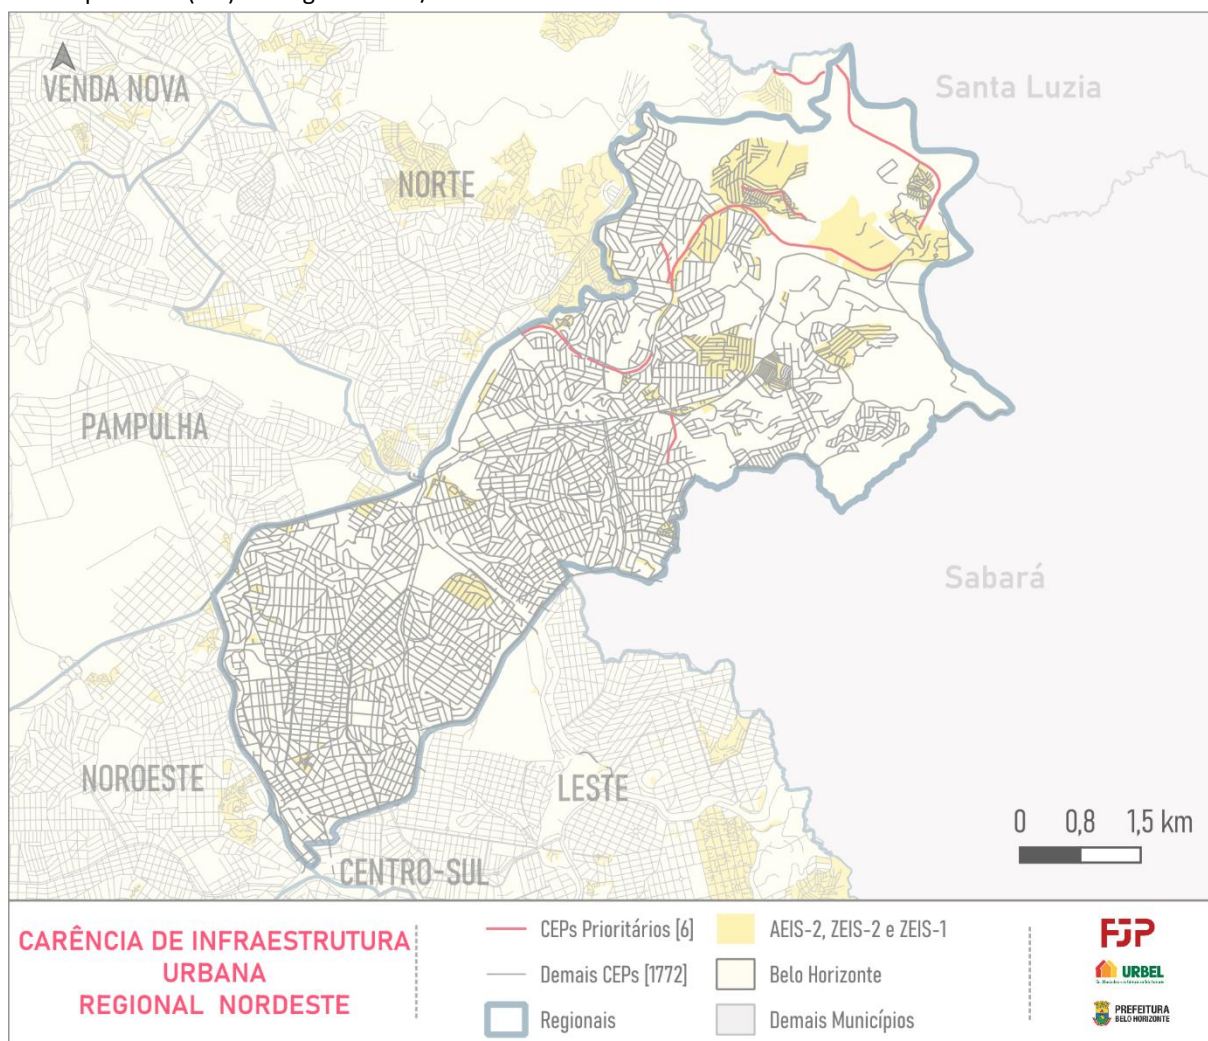 VENDA NOVA
Santa Luzia
NORTE
PAMPULHA
Sabará
NOROESTE
LESTE
CENTRO-SUL
0 0,8 1,5 km
CARÊNCIA DE INFRAESTRUTURA
URBANA
REGIONAL NORDESTE
CEPs Prioritários [6]
Demais CEPs [1772]
Regionais
AEIS-2, ZEIS-2 e ZEIS-1
Belo Horizonte
Demais Municípios
FJP
URBEL
PREFEITURA
BELO HORIZONTE